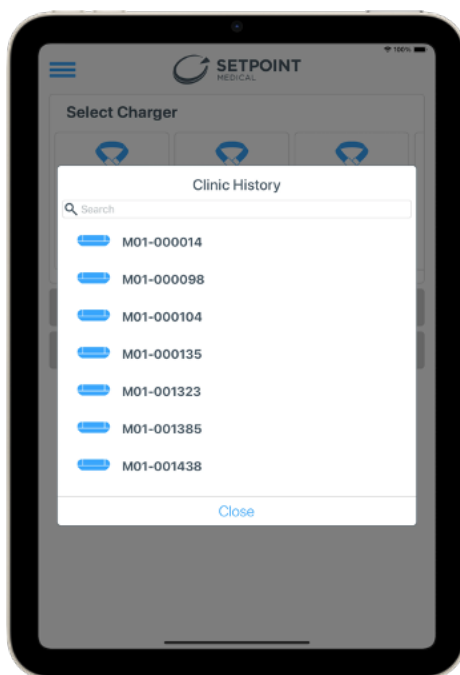 100%
SETPOINT
MEDICAL
Select Charger
Clinic History
Search
M01-000014
M01-000098
M01-000104
M01-000135
M01-001323
M01-001385
M01-001438
Close